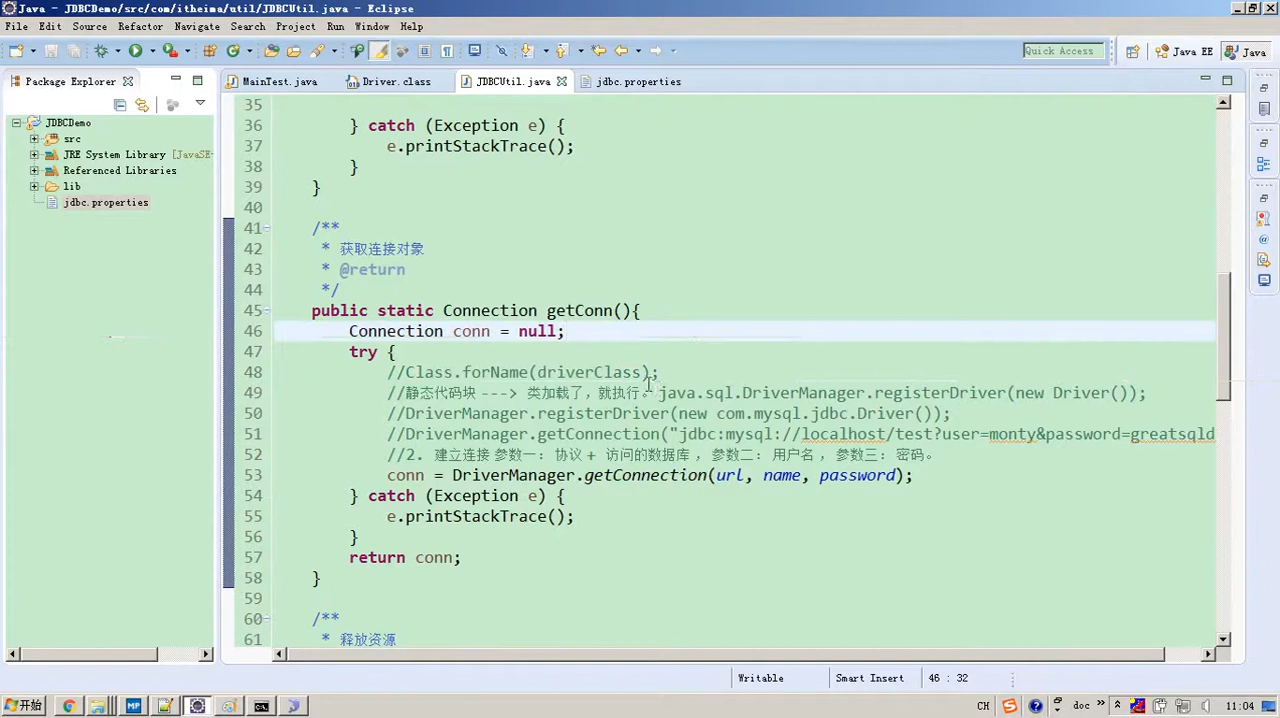 Java - JDBCDemo/src/com/itheima/util/JDBCUtil.java - Eclipse
File Edit Source Refactor Navigate Search Project Run Window Help
Quick Access Java EE Java
Package Explorer MainTest.java Driver.class JDBCUtil.java jdbc.properties
JDBCDemo
src
JRE System Library [JavaSE-
Referenced Libraries
lib
jdbc.properties
35
36 } catch (Exception e) {
37 e.printStackTrace();
38 }
39 }
40
41 /**
42 * 获取连接对象
43 * @return
44 */
45 public static Connection getConn(){
46 Connection conn = null;
47 try {
48 //Class.forName(driverClass);
49 //静态代码块 ---> 类加载了，就执行。 java.sql.DriverManager.registerDriver(new Driver());
50 //DriverManager.registerDriver(new com.mysql.jdbc.Driver());
51 //DriverManager.getConnection("jdbc:mysql://localhost/test?user=monty&password=greatsqld
52 //2. 建立连接 参数一： 协议 + 访问的数据库 ， 参数二： 用户名 ， 参数三： 密码。
53 conn = DriverManager.getConnection(url, name, password);
54 } catch (Exception e) {
55 e.printStackTrace();
56 }
57 return conn;
58 }
59
60 /**
61 * 释放资源
Writable Smart Insert 46 : 32
开始 MP CH doc 11:04